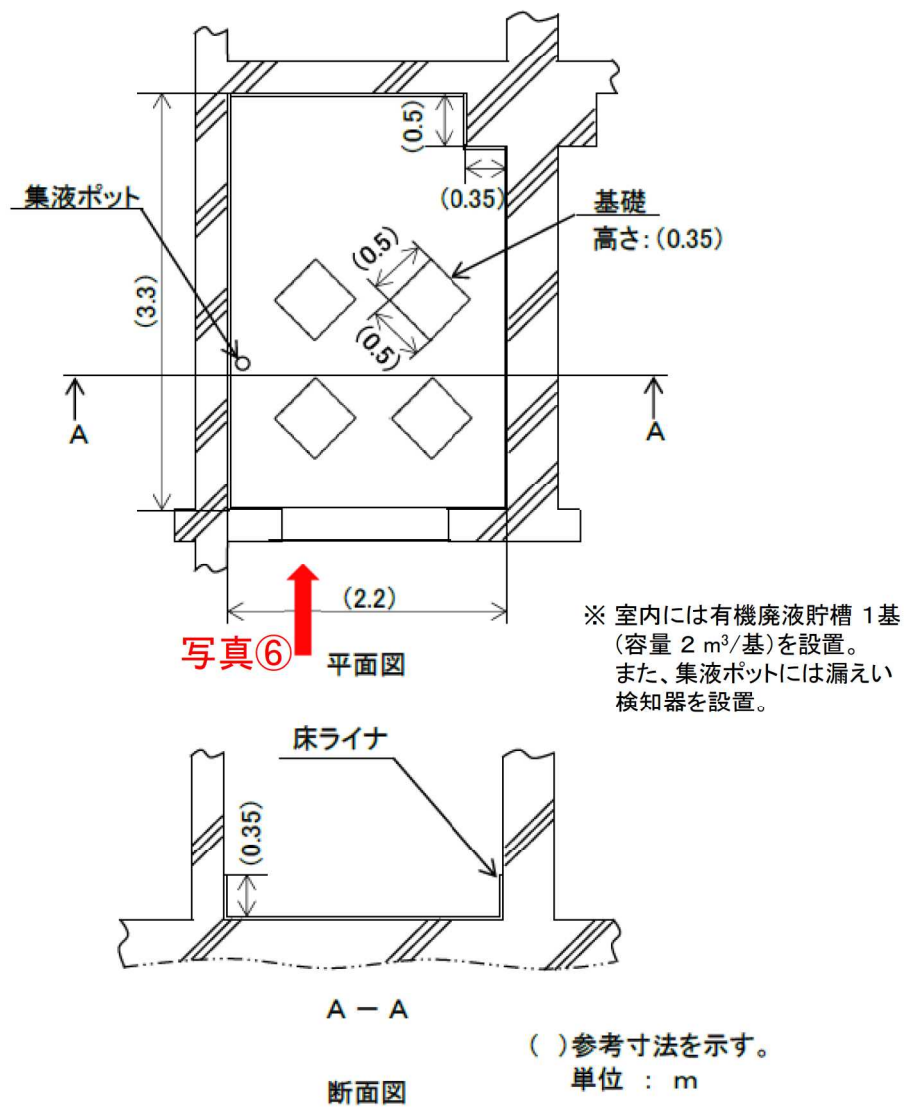 (0.5)
集液ポット
(0.35)
基礎
高さ:(0.35)
(0.5)
(3.3)
(0.5)
A
A
(2.2)
写真⑥
平面図
※ 室内には有機廃液貯槽 1基
(容量 2 m³/基)を設置。
また、集液ポットには漏えい
検知器を設置。
床ライナ
(0.35)
A - A
( )参考寸法を示す。
単位 : m
断面図